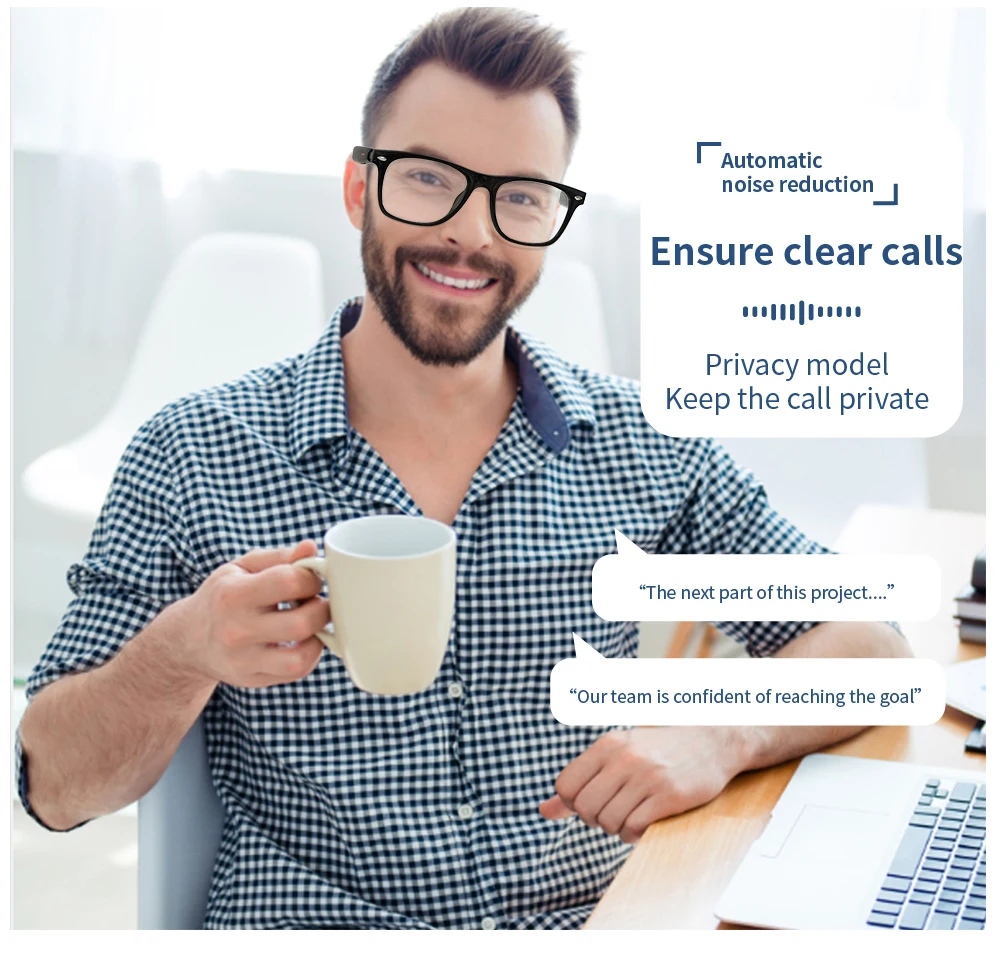 Automatic
noise reduction
Ensure clear calls
Privacy model
Keep the call private
“The next part of this project....”
“Our team is confident of reaching the goal”